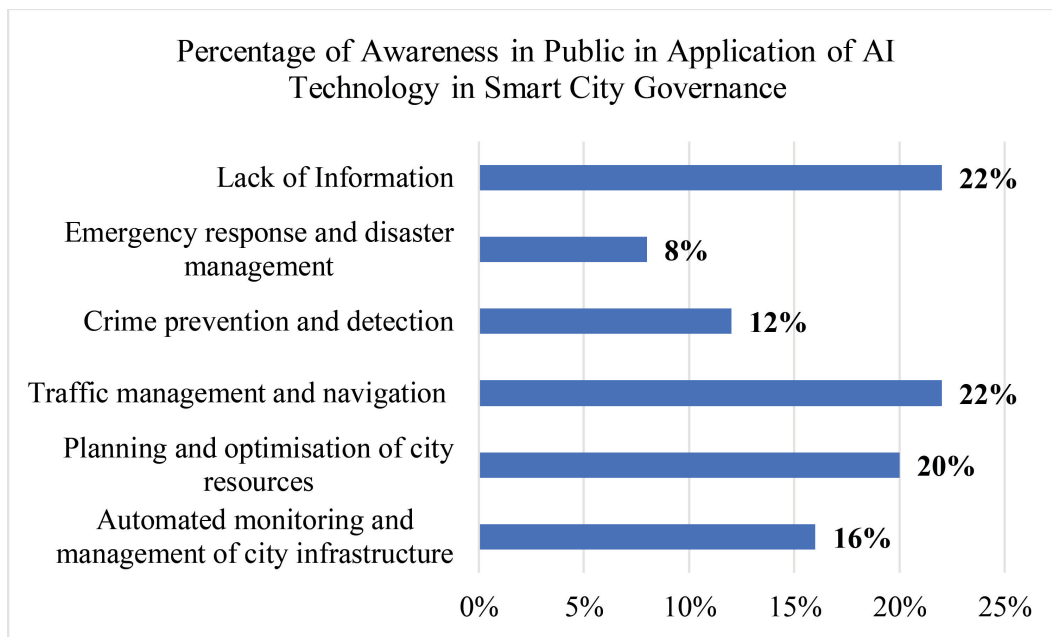 Percentage of Awareness in Public in Application of AI
Technology in Smart City Governance
Lack of Information
22%
Emergency response and disaster
management
8%
Crime prevention and detection
12%
Traffic management and navigation
22%
Planning and optimisation of city
resources
20%
Automated monitoring and
management of city infrastructure
16%
0% 5% 10% 15% 20% 25%